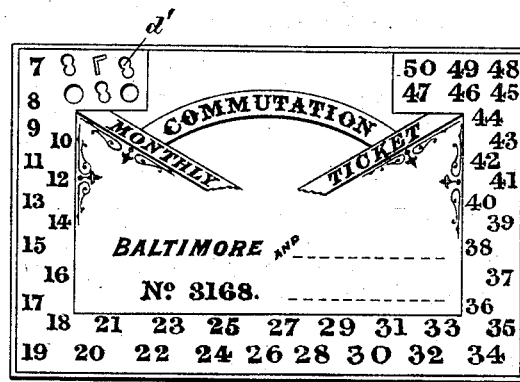 d'
7 50 49 48
8 47 46 45
9 COMMUTATION 44
10 MONTHLY TICKET 43
11 42
12 41
13 40
14 39
15 BALTIMORE AND 38
16 37
17 No. 3168. 36
18 21 23 25 27 29 31 33 35
19 20 22 24 26 28 30 32 34